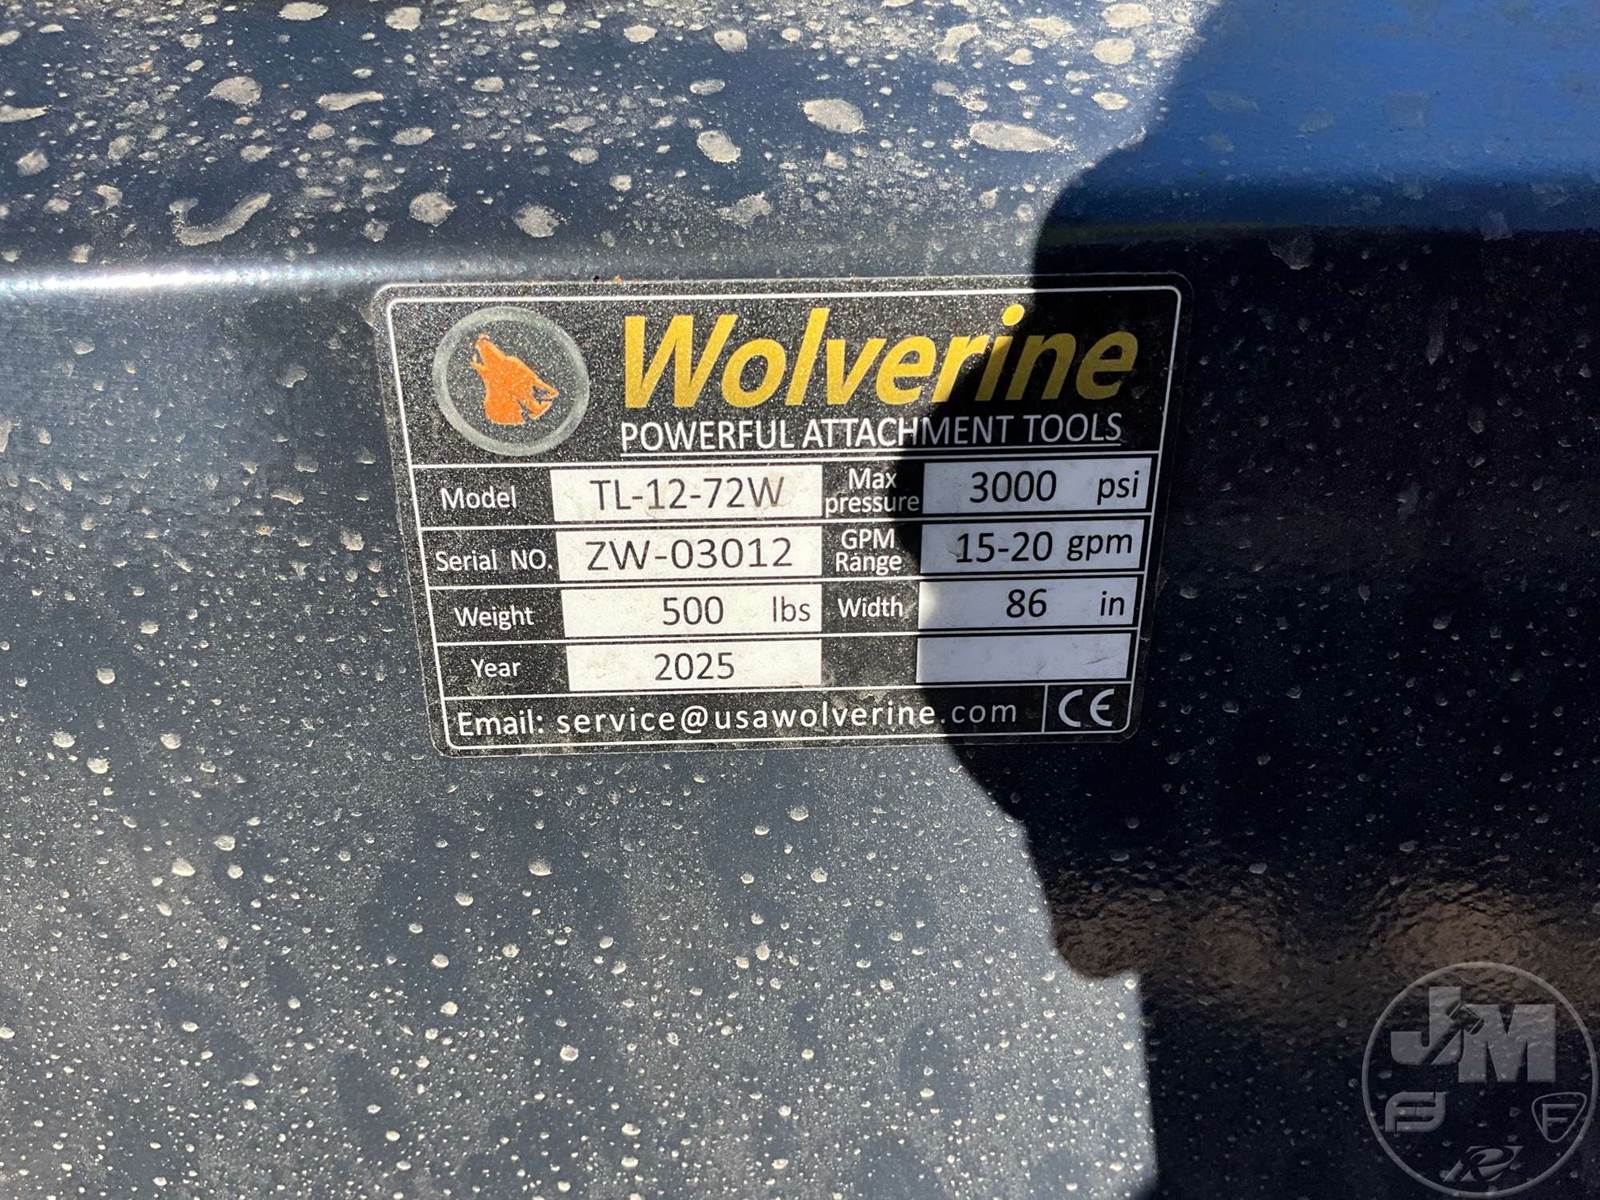 Wolverine
POWERFUL ATTACHMENT TOOLS
Model TL-12-72W Max pressure 3000 psi
Serial NO. ZW-03012 GPM Range 15-20 gpm
Weight 500 lbs Width 86 in
Year 2025
Email: service@usawolverine.com CE
JM
F